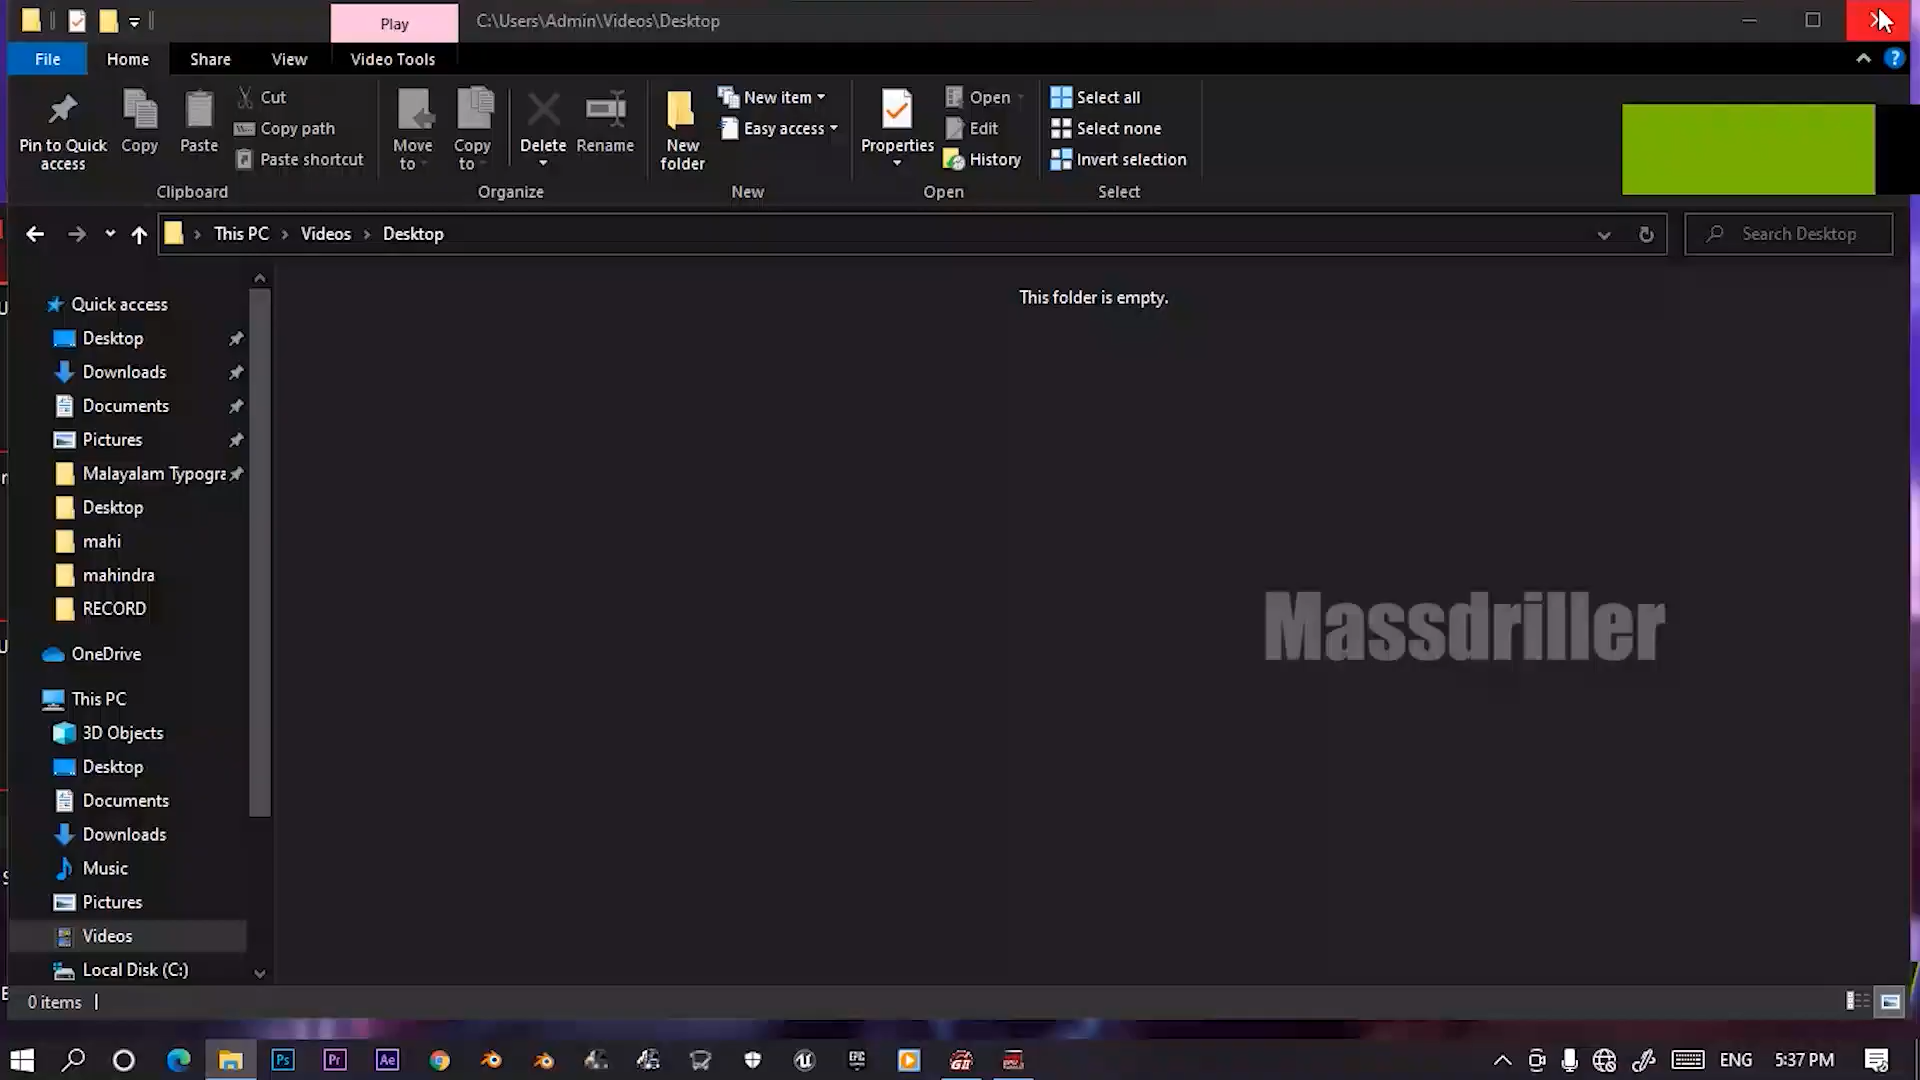 Play
C:\Users\Admin\Videos\Desktop
File
Home
Share
View
Video Tools
Pin to Quick access
Copy
Paste
Cut
Copy path
Paste shortcut
Clipboard
Move to
Copy to
Delete
Rename
Organize
New folder
New item
Easy access
New
Properties
Open
Edit
History
Open
Select all
Select none
Invert selection
Select
This PC > Videos > Desktop
Search Desktop
This folder is empty.
Quick access
Desktop
Downloads
Documents
Pictures
Malayalam Typogra
Desktop
mahi
mahindra
RECORD
OneDrive
This PC
3D Objects
Desktop
Documents
Downloads
Music
Pictures
Videos
Local Disk (C:)
Massdriller
0 items
Ps
Pr
Ae
EPIC
ENG
5:37 PM